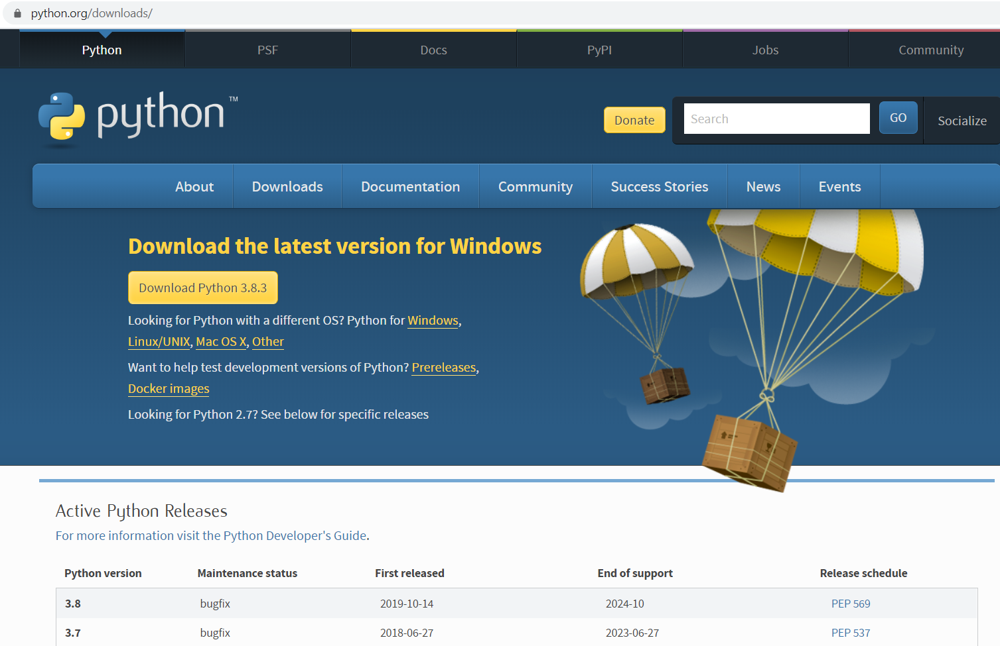 python.org/downloads/
Python PSF Docs PyPI Jobs Community
python™
Donate Search GO Socialize
About Downloads Documentation Community Success Stories News Events
Download the latest version for Windows
Download Python 3.8.3
Looking for Python with a different OS? Python for Windows,
Linux/UNIX, Mac OS X, Other
Want to help test development versions of Python? Prereleases,
Docker images
Looking for Python 2.7? See below for specific releases
Active Python Releases
For more information visit the Python Developer's Guide.
Python version Maintenance status First released End of support Release schedule
3.8 bugfix 2019-10-14 2024-10 PEP 569
3.7 bugfix 2018-06-27 2023-06-27 PEP 537